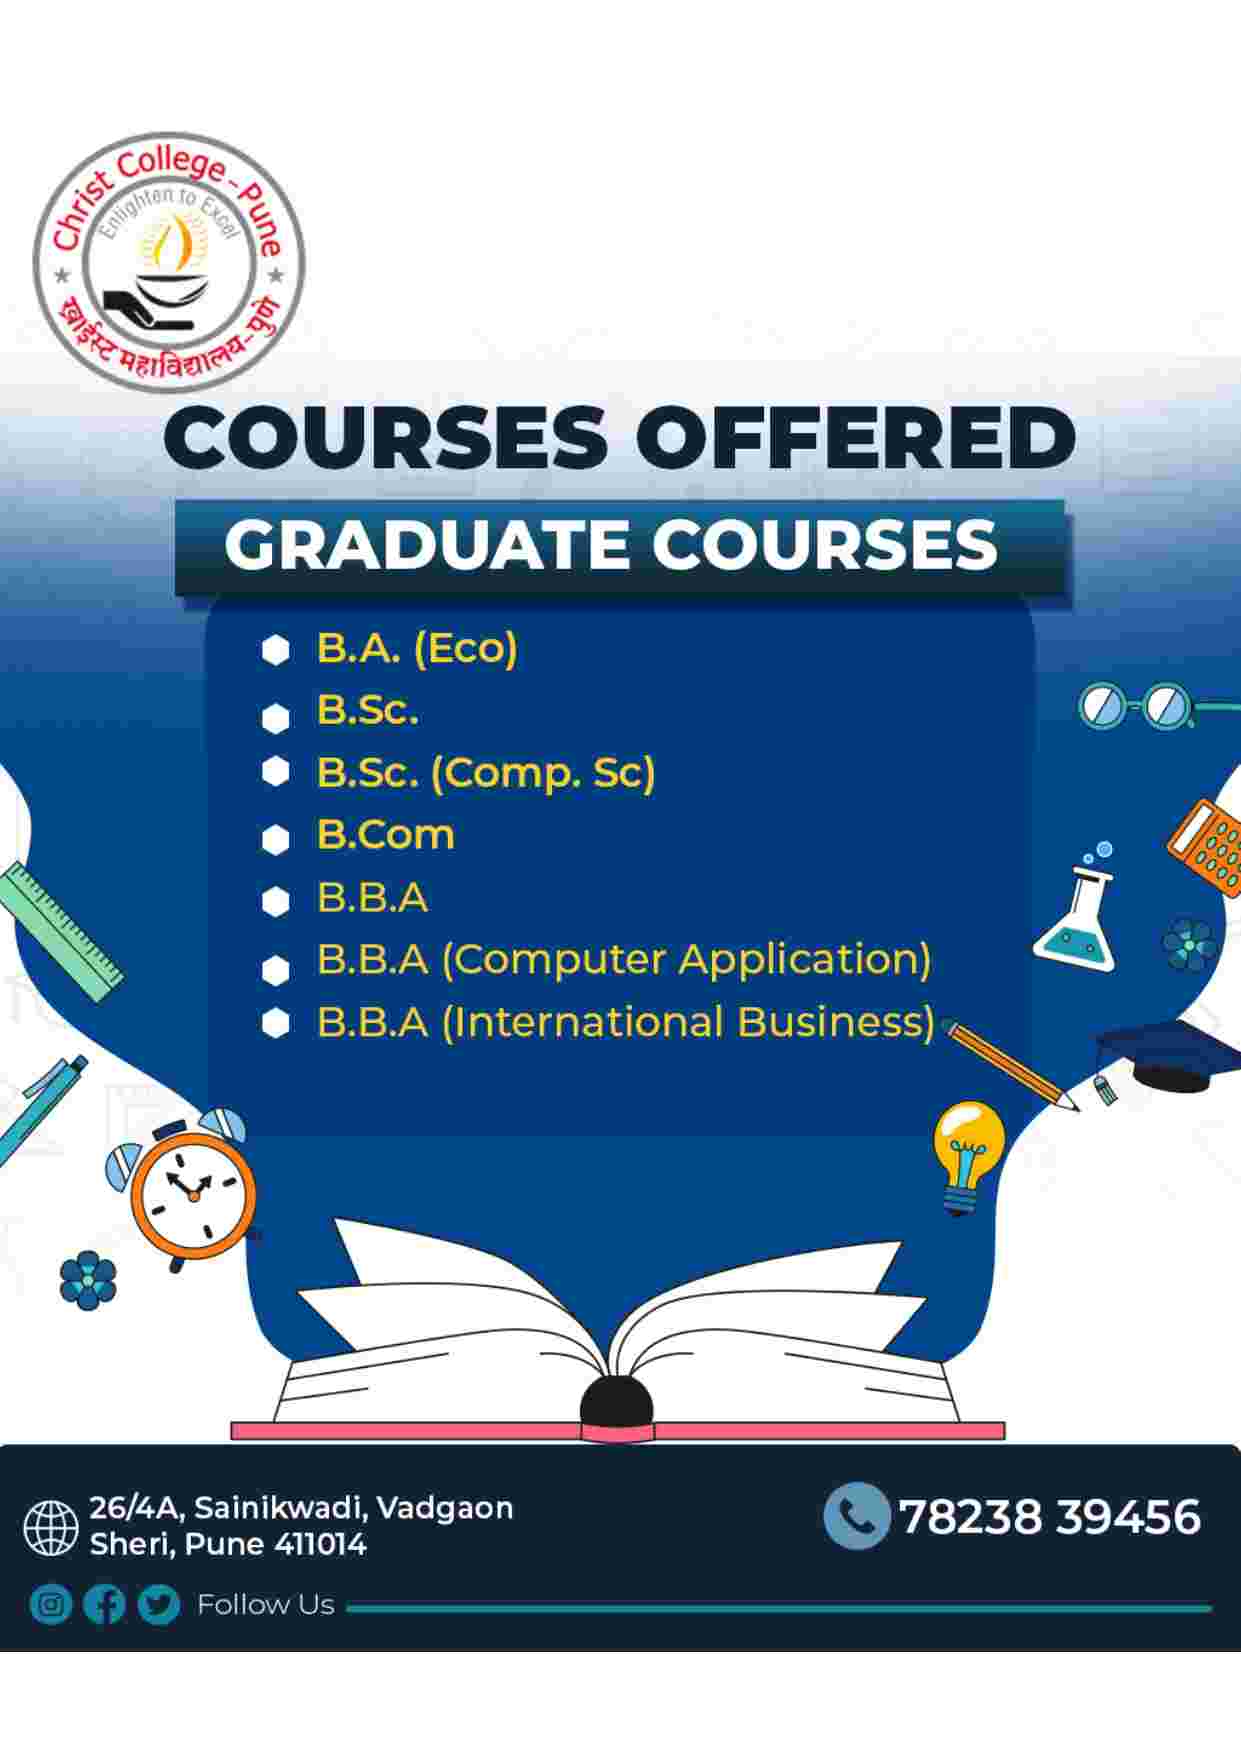 Christ College - Pune
Enlighten to Excel
ख्राईस्ट महाविद्यालय-पुणे
COURSES OFFERED
GRADUATE COURSES
B.A. (Eco)
B.Sc.
B.Sc. (Comp. Sc)
B.Com
B.B.A
B.B.A (Computer Application)
B.B.A (International Business)
26/4A, Sainikwadi, Vadgaon
Sheri, Pune 411014
78238 39456
Follow Us